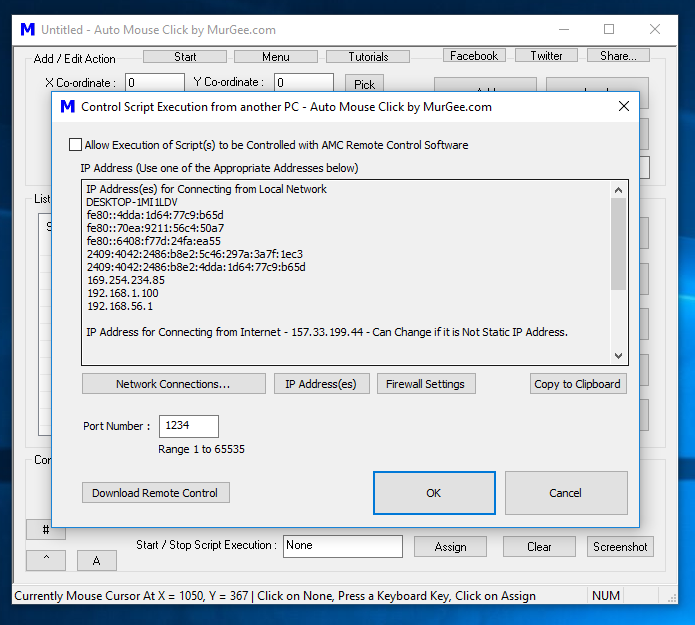 M Untitled - Auto Mouse Click by MurGee.com
Add / Edit Action
Start
Menu
Tutorials
Facebook
Twitter
Share...
X Co-ordinate :
0
Y Co-ordinate :
0
Pick
M Control Script Execution from another PC - Auto Mouse Click by MurGee.com
Allow Execution of Script(s) to be Controlled with AMC Remote Control Software
IP Address (Use one of the Appropriate Addresses below)
IP Address(es) for Connecting from Local Network
DESKTOP-1MI1LDV
fe80::4dda:1d64:77c9:b65d
fe80::70ea:9211:56c4:50a7
fe80::6408:f77d:24fa:ea55
2409:4042:2486:b8e2:5c46:297a:3a7f:1ec3
2409:4042:2486:b8e2:4dda:1d64:77c9:b65d
169.254.234.85
192.168.1.100
192.168.56.1
IP Address for Connecting from Internet - 157.33.199.44 - Can Change if it is Not Static IP Address.
List
Network Connections...
IP Address(es)
Firewall Settings
Copy to Clipboard
Port Number :
1234
Range 1 to 65535
Con
Download Remote Control
OK
Cancel
#
^
A
Start / Stop Script Execution :
None
Assign
Clear
Screenshot
Currently Mouse Cursor At X = 1050, Y = 367 | Click on None, Press a Keyboard Key, Click on Assign
NUM